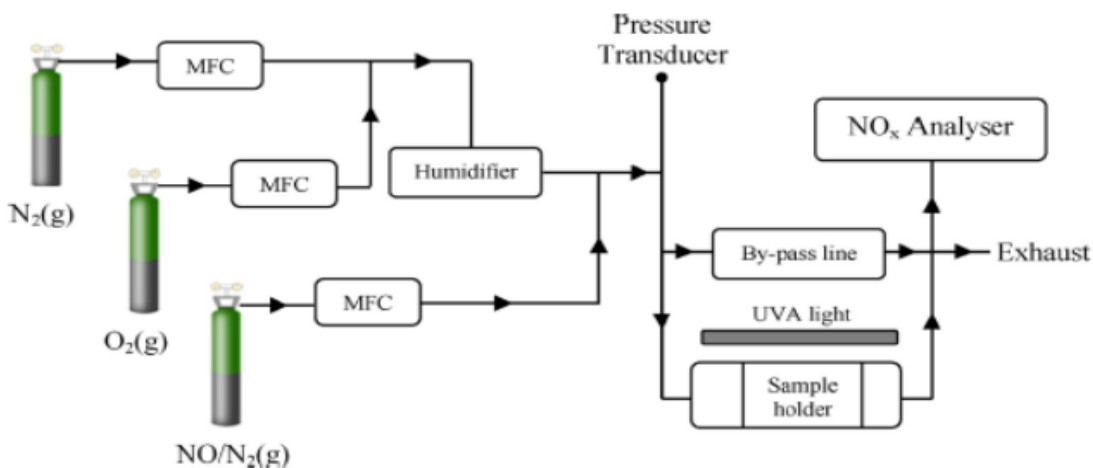 Pressure
Transducer
MFC
NOₓ Analyser
MFC
Humidifier
N₂(g)
By-pass line
Exhaust
MFC
UVA light
O₂(g)
Sample
holder
NO/N₂(g)